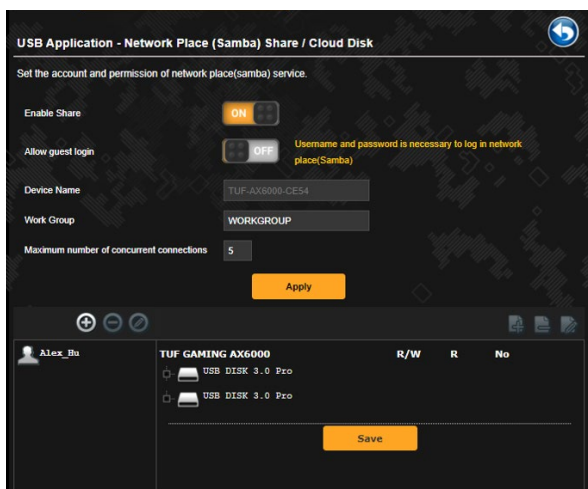 USB Application - Network Place (Samba) Share / Cloud Disk
Set the account and permission of network place(samba) service.
Enable Share
ON
Allow guest login
OFF
Username and password is necessary to log in network
place(Samba)
Device Name
TUF-AX6000-CE54
Work Group
WORKGROUP
Maximum number of concurrent connections
5
Apply
Alex_Hu
TUF GAMING AX6000
R/W
R
No
USB DISK 3.0 Pro
USB DISK 3.0 Pro
Save